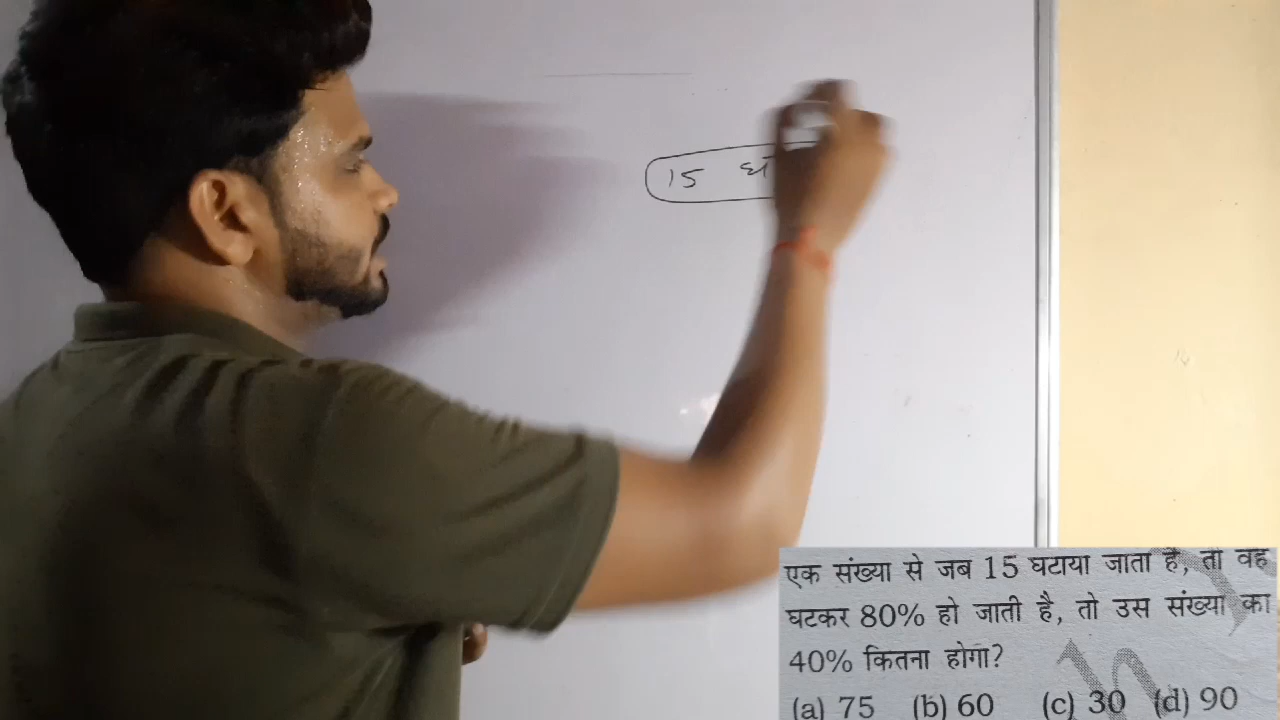 15 घ
एक संख्या से जब 15 घटाया जाता है, तो वह
घटकर 80% हो जाती है, तो उस संख्या का
40% कितना होगा?
(a) 75 (b) 60 (c) 30 (d) 90